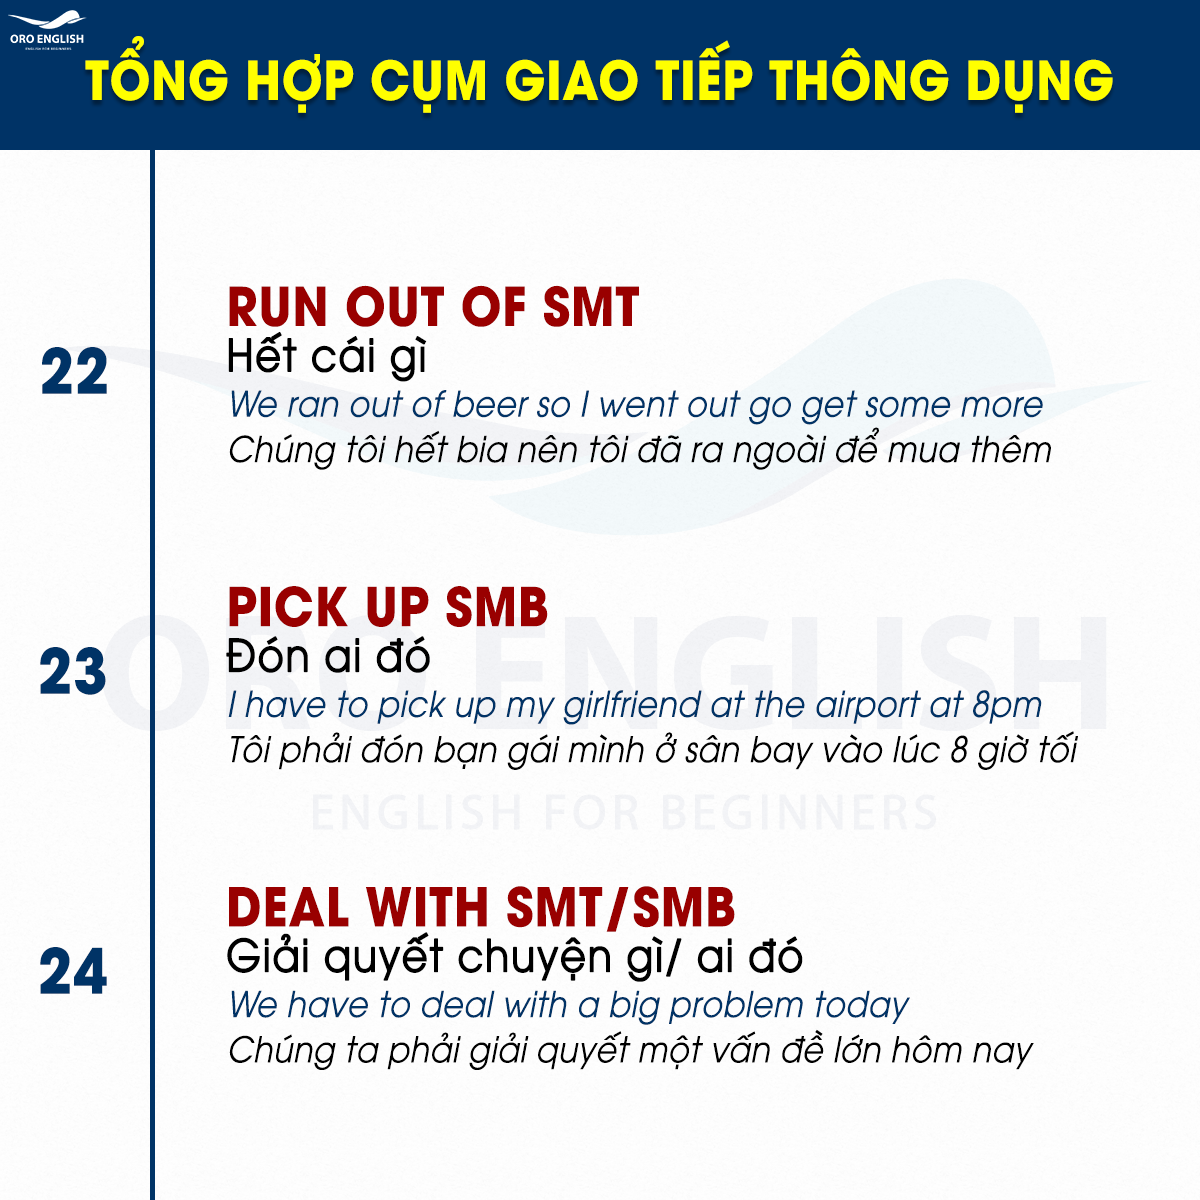 ORO ENGLISH
ENGLISH FOR BEGINNERS
TỔNG HỢP CỤM GIAO TIẾP THÔNG DỤNG
22
RUN OUT OF SMT
Hết cái gì
We ran out of beer so I went out go get some more
Chúng tôi hết bia nên tôi đã ra ngoài để mua thêm
23
PICK UP SMB
Đón ai đó
I have to pick up my girlfriend at the airport at 8pm
Tôi phải đón bạn gái mình ở sân bay vào lúc 8 giờ tối
ORO ENGLISH
ENGLISH FOR BEGINNERS
24
DEAL WITH SMT/SMB
Giải quyết chuyện gì/ ai đó
We have to deal with a big problem today
Chúng ta phải giải quyết một vấn đề lớn hôm nay